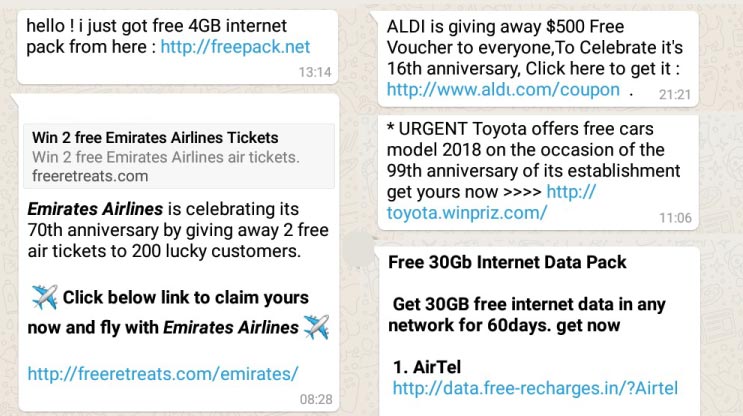 hello ! i just got free 4GB internet
pack from here : http://freepack.net
13:14
Win 2 free Emirates Airlines Tickets
Win 2 free Emirates Airlines air tickets.
freeretreats.com
Emirates Airlines is celebrating its
70th anniversary by giving away 2 free
air tickets to 200 lucky customers.
Click below link to claim yours
now and fly with Emirates Airlines
http://freeretreats.com/emirates/
08:28
ALDI is giving away $500 Free
Voucher to everyone,To Celebrate it's
16th anniversary, Click here to get it :
http://www.aldı.com/coupon .
21:21
* URGENT Toyota offers free cars
model 2018 on the occasion of the
99th anniversary of its establishment
get yours now >>>> http://
toyota.winpriz.com/
11:06
Free 30Gb Internet Data Pack
Get 30GB free internet data in any
network for 60days. get now
1. AirTel
http://data.free-recharges.in/?Airtel